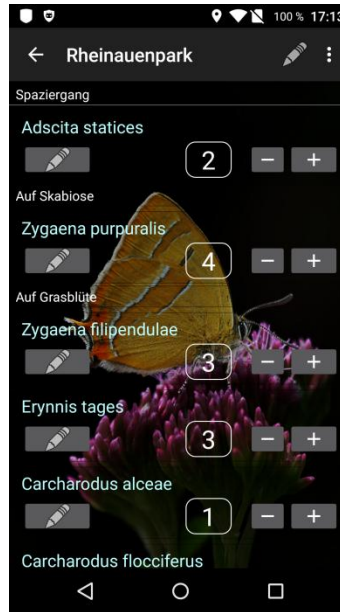 100 % 17:13
Rheinauenpark
Spaziergang
Adscita statices
2 − +
Auf Skabiose
Zygaena purpuralis
4 − +
Auf Grasblüte
Zygaena filipendulae
3 − +
Erynnis tages
3 − +
Carcharodus alceae
1 − +
Carcharodus flocciferus